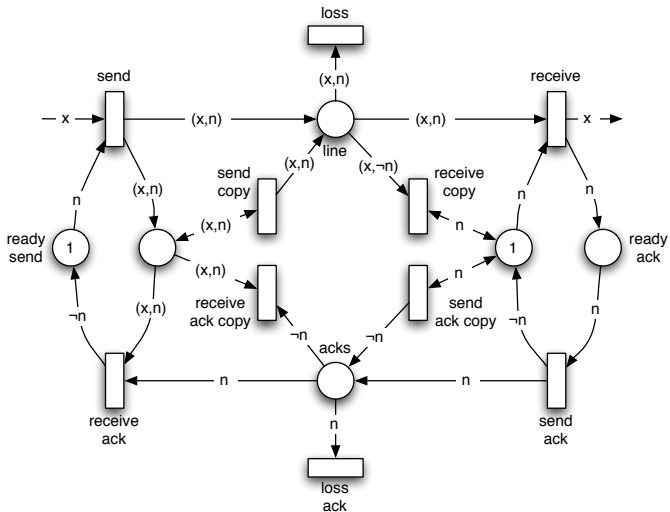 loss
send
receive
(x,n)
x
(x,n)
(x,n)
x
line
(x,n)
(x,¬n)
send
copy
receive
copy
n
(x,n)
n
n
(x,n)
n
ready
send
1
1
ready
ack
(x,n)
n
receive
ack copy
send
ack copy
¬n
(x,n)
¬n
¬n
¬n
n
acks
n
n
receive
ack
n
send
ack
loss
ack